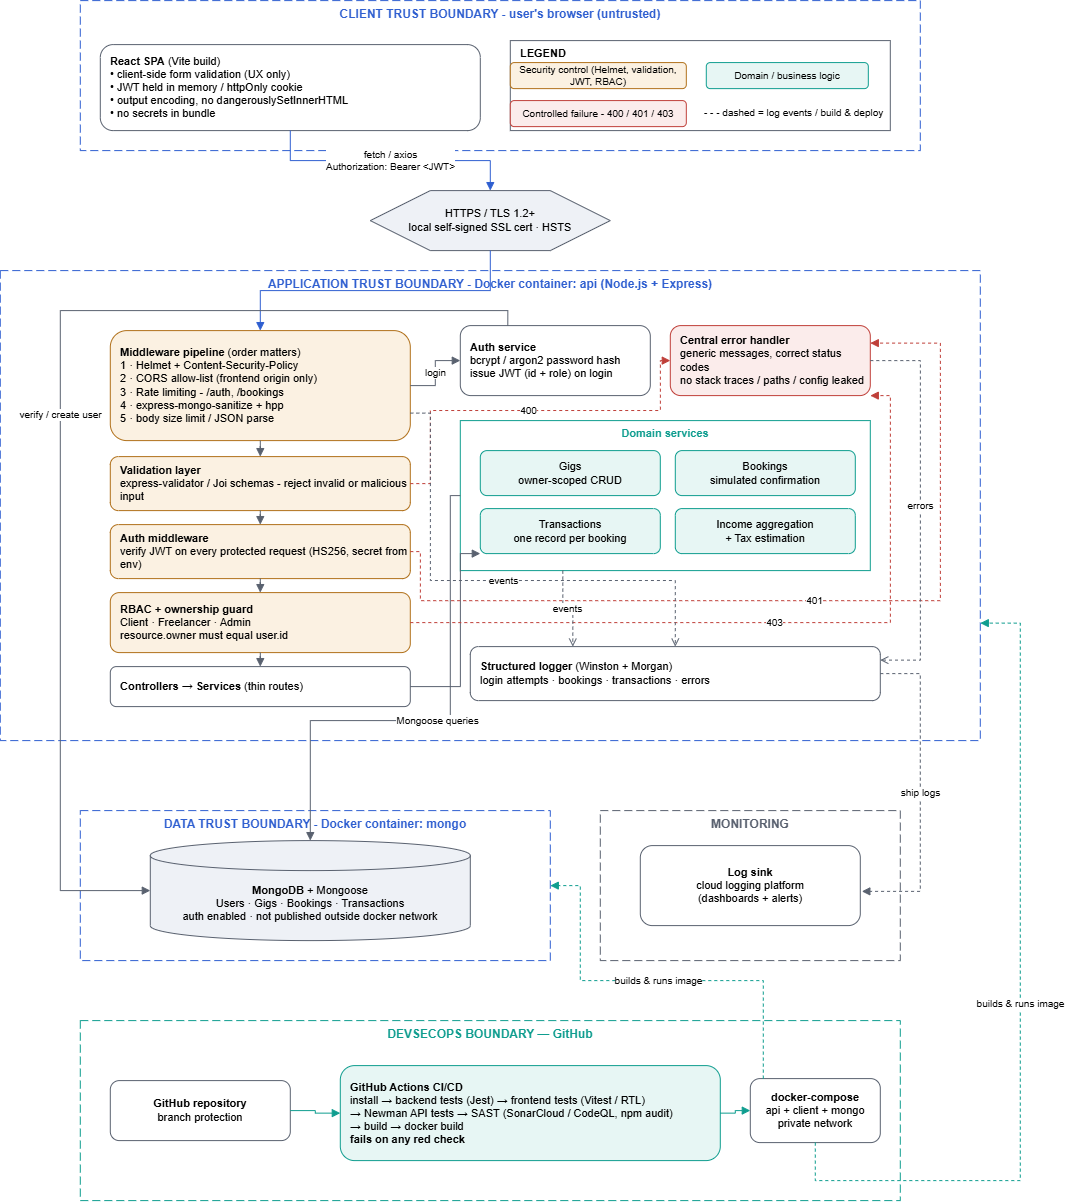 CLIENT TRUST BOUNDARY - user's browser (untrusted)
React SPA (Vite build)
• client-side form validation (UX only)
• JWT held in memory / httpOnly cookie
• output encoding, no dangerouslySetInnerHTML
• no secrets in bundle
LEGEND
Security control (Helmet, validation,
JWT, RBAC)
Domain / business logic
Controlled failure - 400 / 401 / 403
- - - dashed = log events / build & deploy
fetch / axios
Authorization: Bearer <JWT>
HTTPS / TLS 1.2+
local self-signed SSL cert · HSTS
APPLICATION TRUST BOUNDARY - Docker container: api (Node.js + Express)
Middleware pipeline (order matters)
1 · Helmet + Content-Security-Policy
2 · CORS allow-list (frontend origin only)
3 · Rate limiting - /auth, /bookings
4 · express-mongo-sanitize + hpp
5 · body size limit / JSON parse
login
Auth service
bcrypt / argon2 password hash
issue JWT (id + role) on login
Central error handler
generic messages, correct status
codes
no stack traces / paths / config leaked
verify / create user
400
Domain services
Gigs
owner-scoped CRUD
Bookings
simulated confirmation
Transactions
one record per booking
Income aggregation
+ Tax estimation
Validation layer
express-validator / Joi schemas - reject invalid or malicious
input
errors
Auth middleware
verify JWT on every protected request (HS256, secret from
env)
events
events
401
403
RBAC + ownership guard
Client · Freelancer · Admin
resource.owner must equal user.id
Controllers → Services (thin routes)
Structured logger (Winston + Morgan)
login attempts · bookings · transactions · errors
Mongoose queries
ship logs
DATA TRUST BOUNDARY - Docker container: mongo
MongoDB + Mongoose
Users · Gigs · Bookings · Transactions
auth enabled · not published outside docker network
MONITORING
Log sink
cloud logging platform
(dashboards + alerts)
builds & runs image
builds & runs image
DEVSECOPS BOUNDARY — GitHub
GitHub repository
branch protection
GitHub Actions CI/CD
install → backend tests (Jest) → frontend tests (Vitest / RTL)
→ Newman API tests → SAST (SonarCloud / CodeQL, npm audit)
→ build → docker build
fails on any red check
docker-compose
api + client + mongo
private network